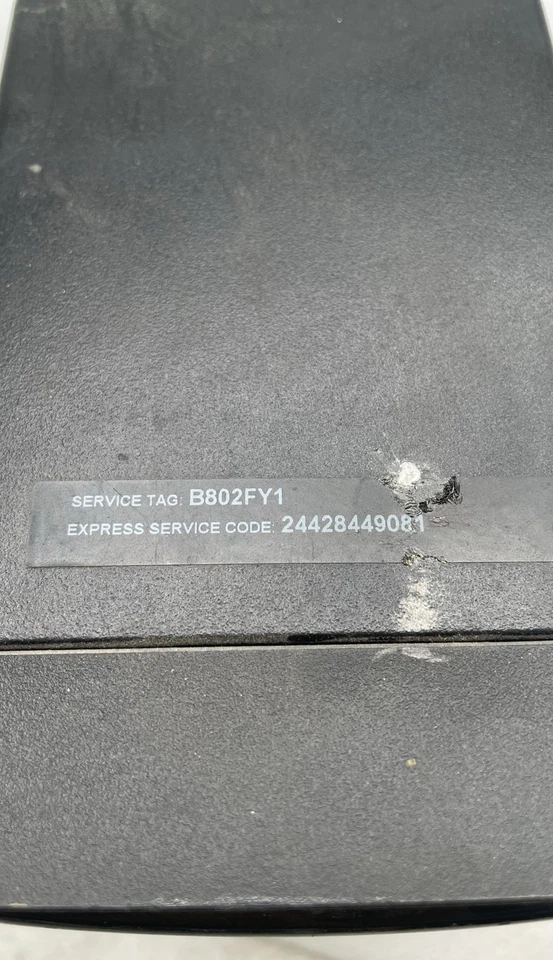 SERVICE TAG: B802FY1
EXPRESS SERVICE CODE: 24428449081